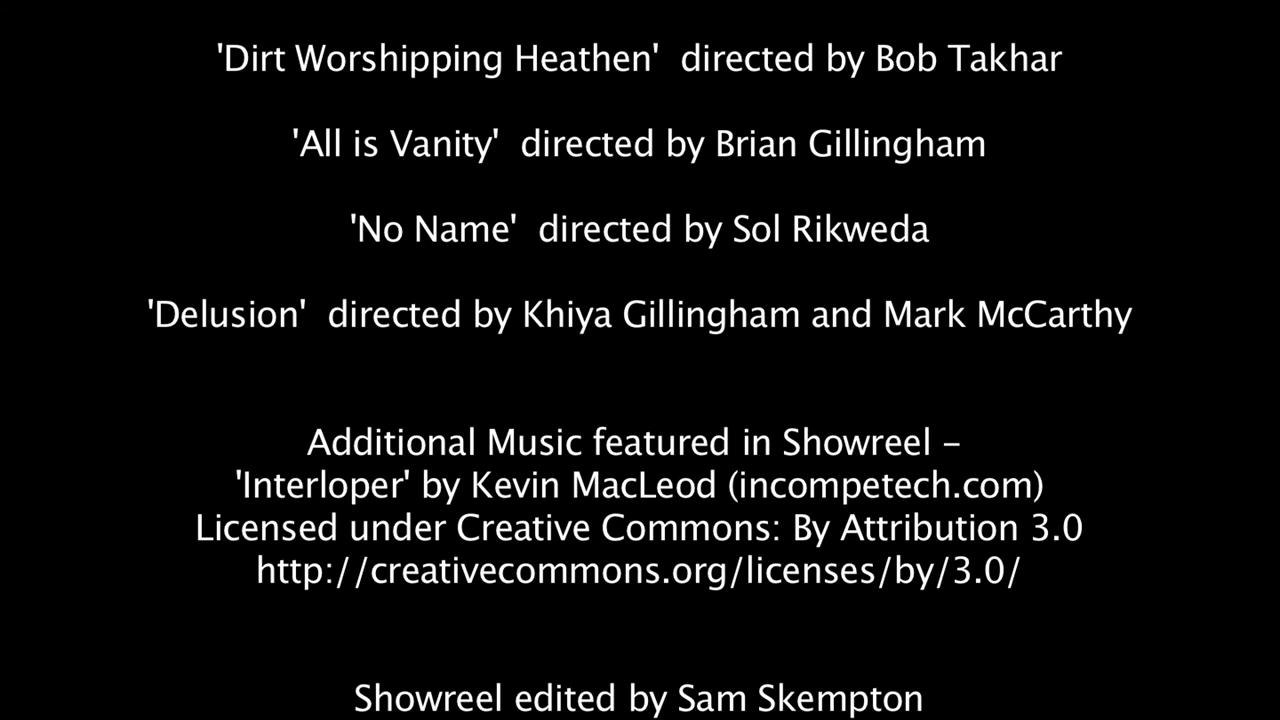 'Dirt Worshipping Heathen'  directed by Bob Takhar
'All is Vanity'  directed by Brian Gillingham
'No Name'  directed by Sol Rikweda
'Delusion'  directed by Khiya Gillingham and Mark McCarthy
Additional Music featured in Showreel –
'Interloper' by Kevin MacLeod (incompetech.com)
Licensed under Creative Commons: By Attribution 3.0
http://creativecommons.org/licenses/by/3.0/
Showreel edited by Sam Skempton